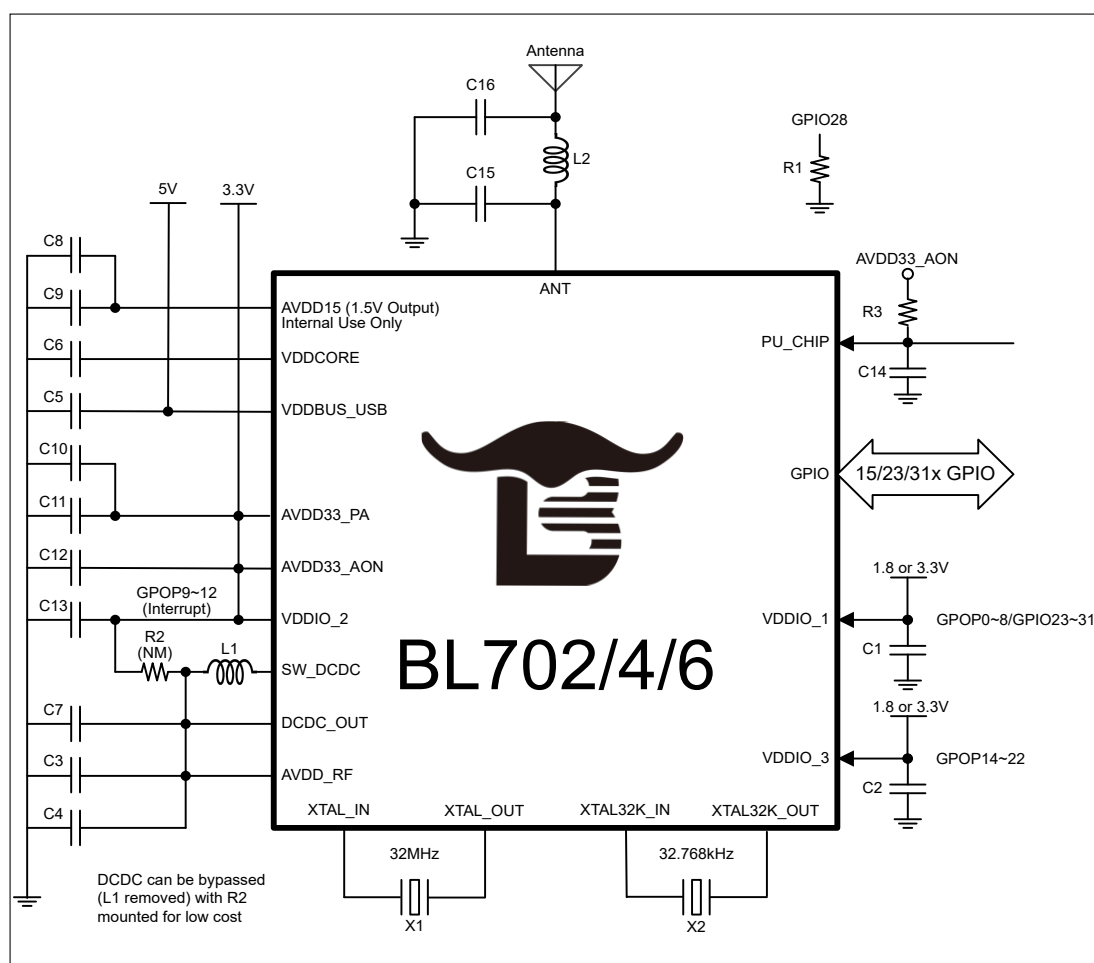 Antenna
C16
L2
C15
GPIO28
R1
5V
3.3V
C8
C9
C6
C5
C10
C11
C12
C13
GPOP9~12
(Interrupt)
R2
(NM)
L1
C7
C3
C4
ANT
AVDD15 (1.5V Output)
Internal Use Only
VDDCORE
VDDBUS_USB
AVDD33_PA
AVDD33_AON
VDDIO_2
SW_DCDC
DCDC_OUT
AVDD_RF
BL702/4/6
PU_CHIP
GPIO
VDDIO_1
VDDIO_3
AVDD33_AON
R3
C14
15/23/31x GPIO
1.8 or 3.3V
GPOP0~8/GPIO23~31
C1
1.8 or 3.3V
GPOP14~22
C2
XTAL_IN
XTAL_OUT
XTAL32K_IN
XTAL32K_OUT
32MHz
X1
32.768kHz
X2
DCDC can be bypassed
(L1 removed) with R2
mounted for low cost